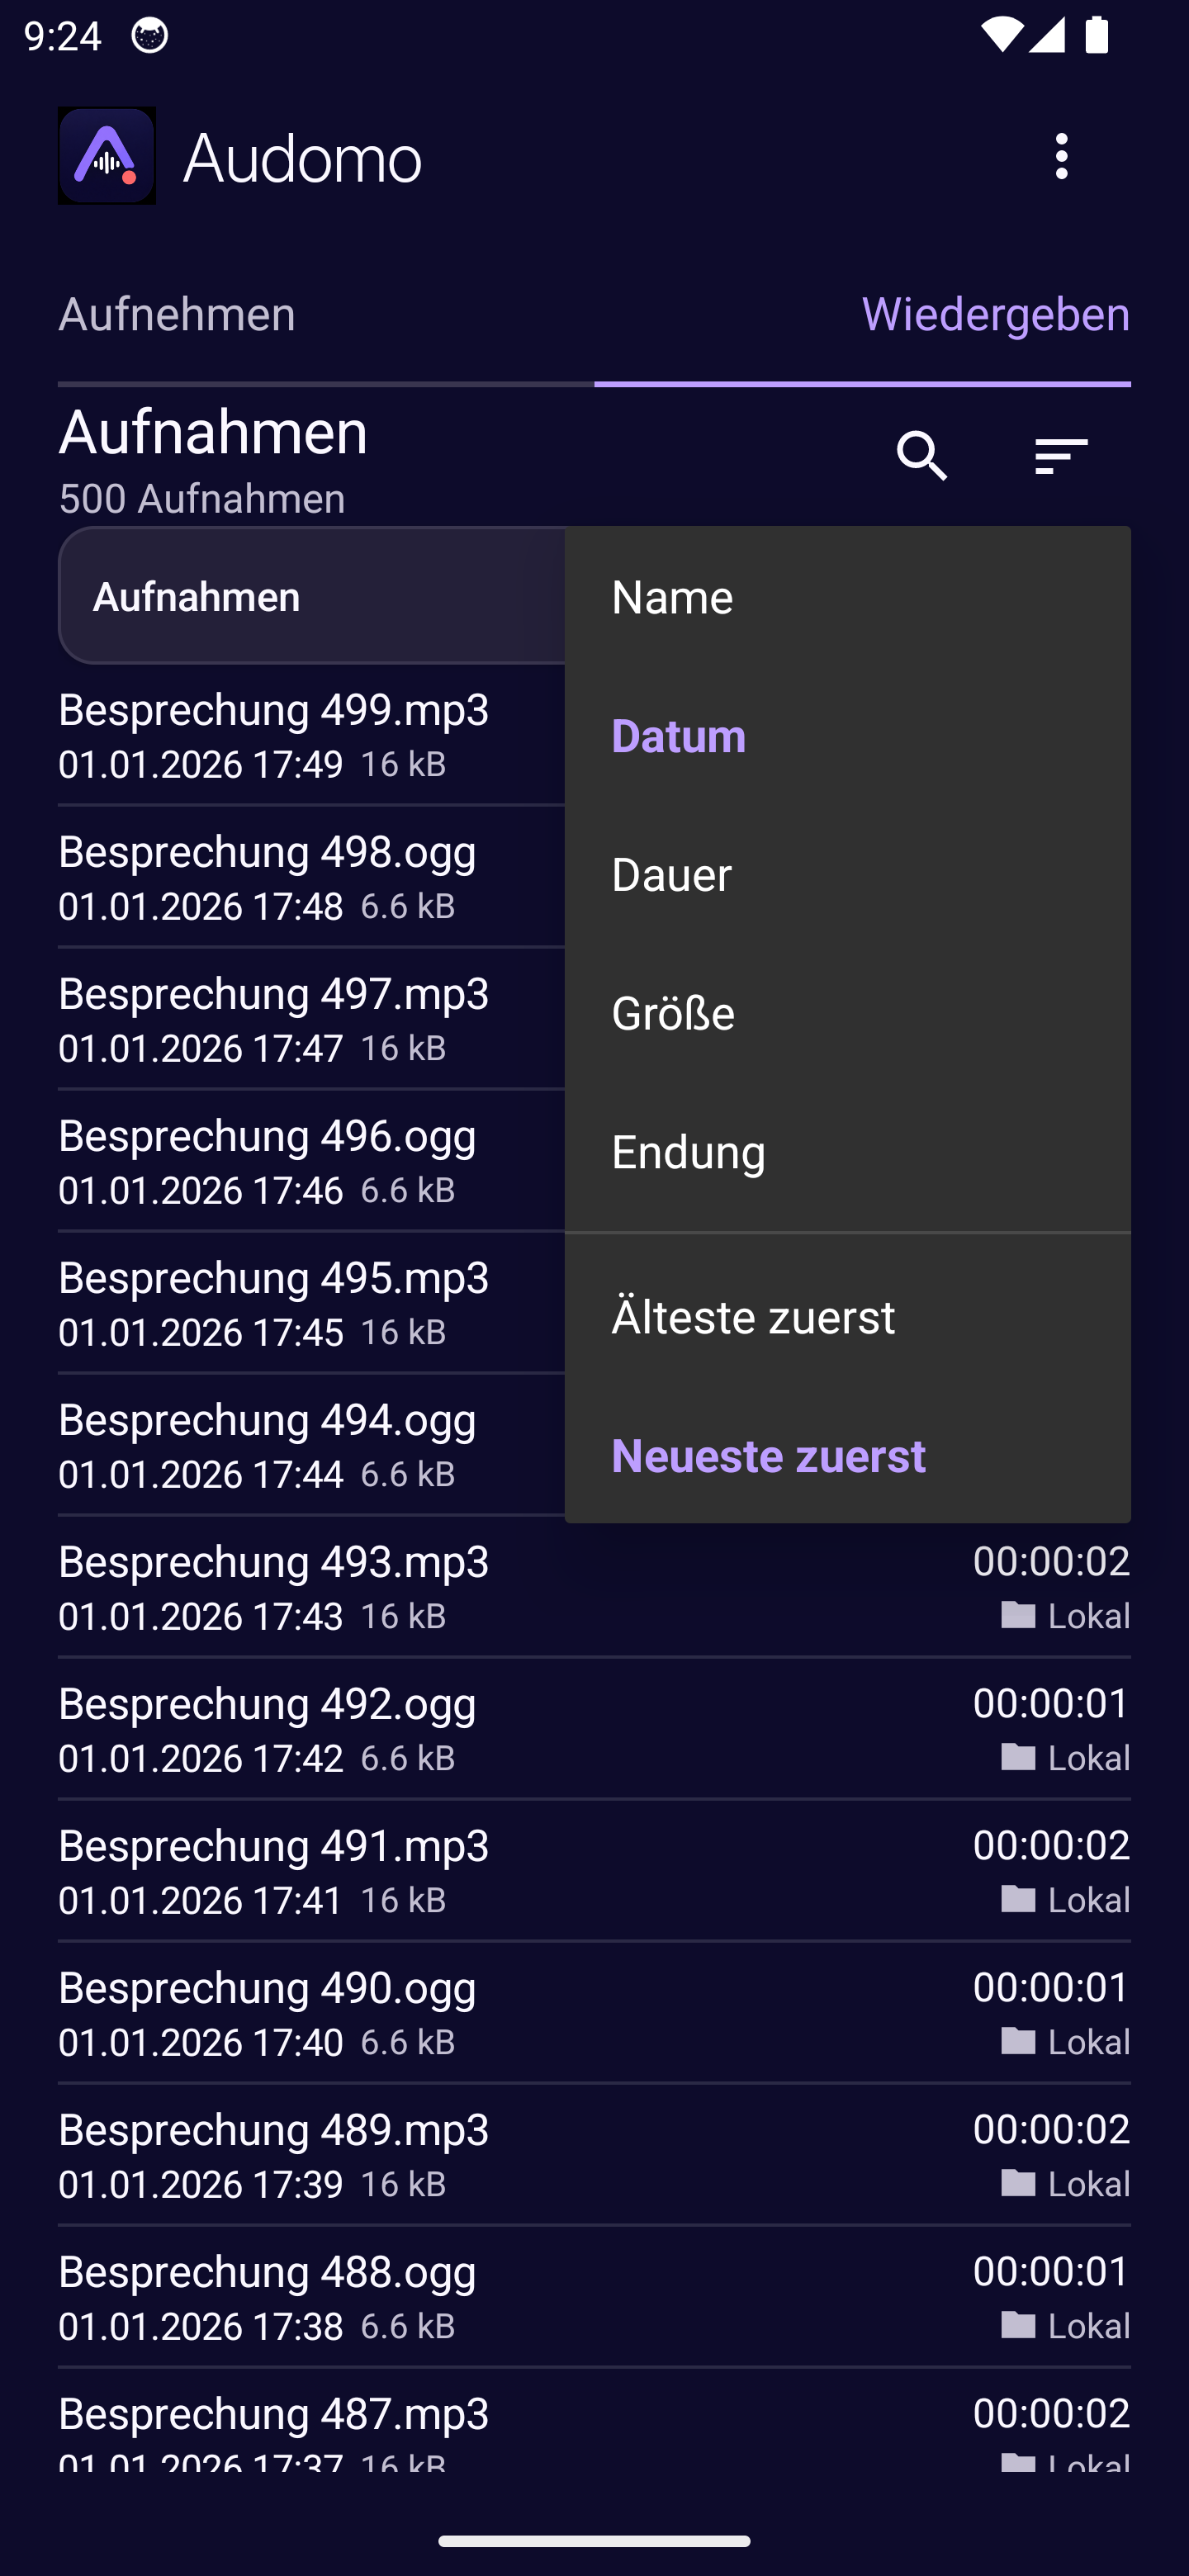 9:24
Audomo
Aufnehmen
Wiedergeben
Aufnahmen
500 Aufnahmen
Aufnahmen
Name
Datum
Dauer
Größe
Endung
Älteste zuerst
Neueste zuerst
Besprechung 499.mp3
01.01.2026 17:49 16 kB
Besprechung 498.ogg
01.01.2026 17:48 6.6 kB
Besprechung 497.mp3
01.01.2026 17:47 16 kB
Besprechung 496.ogg
01.01.2026 17:46 6.6 kB
Besprechung 495.mp3
01.01.2026 17:45 16 kB
Besprechung 494.ogg
01.01.2026 17:44 6.6 kB
Besprechung 493.mp3 00:00:02
01.01.2026 17:43 16 kB Lokal
Besprechung 492.ogg 00:00:01
01.01.2026 17:42 6.6 kB Lokal
Besprechung 491.mp3 00:00:02
01.01.2026 17:41 16 kB Lokal
Besprechung 490.ogg 00:00:01
01.01.2026 17:40 6.6 kB Lokal
Besprechung 489.mp3 00:00:02
01.01.2026 17:39 16 kB Lokal
Besprechung 488.ogg 00:00:01
01.01.2026 17:38 6.6 kB Lokal
Besprechung 487.mp3 00:00:02
01.01.2026 17:37 16 kB Lokal